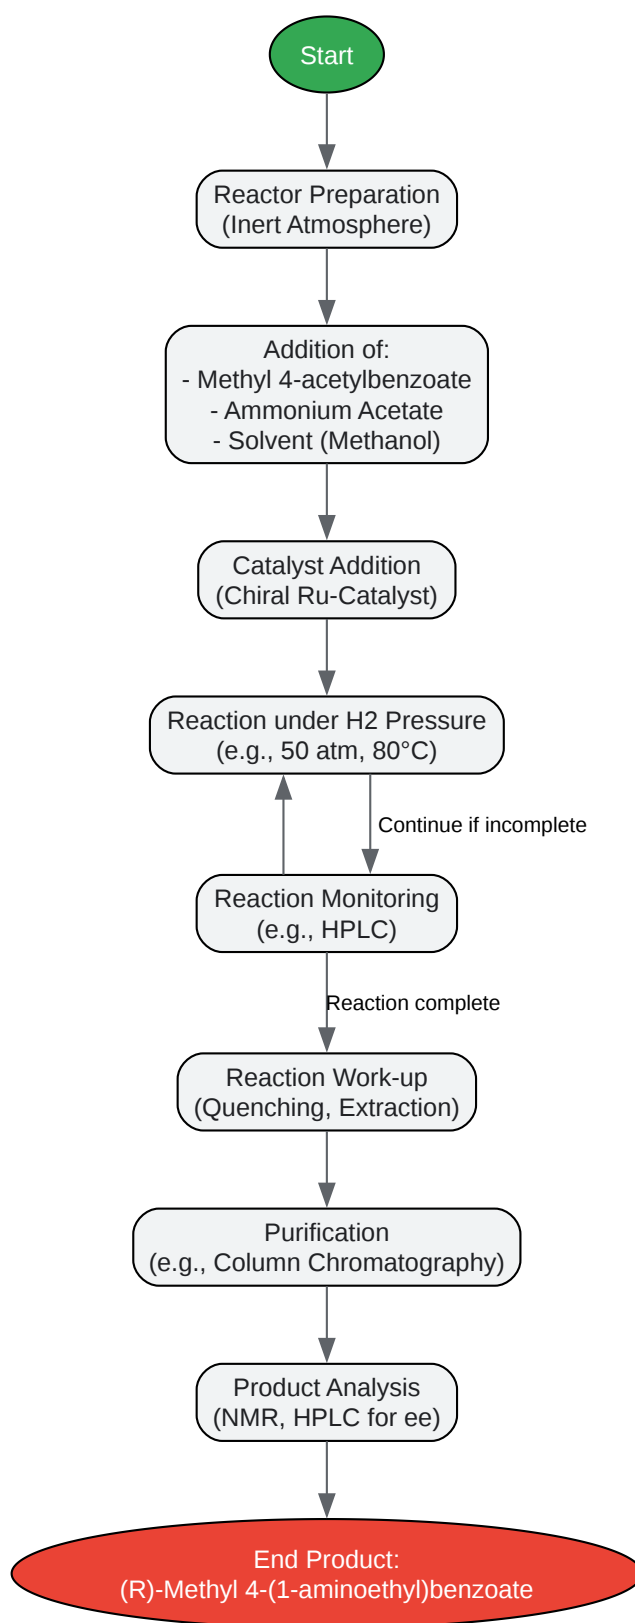 Start
Reactor Preparation
(Inert Atmosphere)
Addition of:
- Methyl 4-acetylbenzoate
- Ammonium Acetate
- Solvent (Methanol)
Catalyst Addition
(Chiral Ru-Catalyst)
Reaction under H2 Pressure
(e.g., 50 atm, 80°C)
Continue if incomplete
Reaction Monitoring
(e.g., HPLC)
Reaction complete
Reaction Work-up
(Quenching, Extraction)
Purification
(e.g., Column Chromatography)
Product Analysis
(NMR, HPLC for ee)
End Product:
(R)-Methyl 4-(1-aminoethyl)benzoate